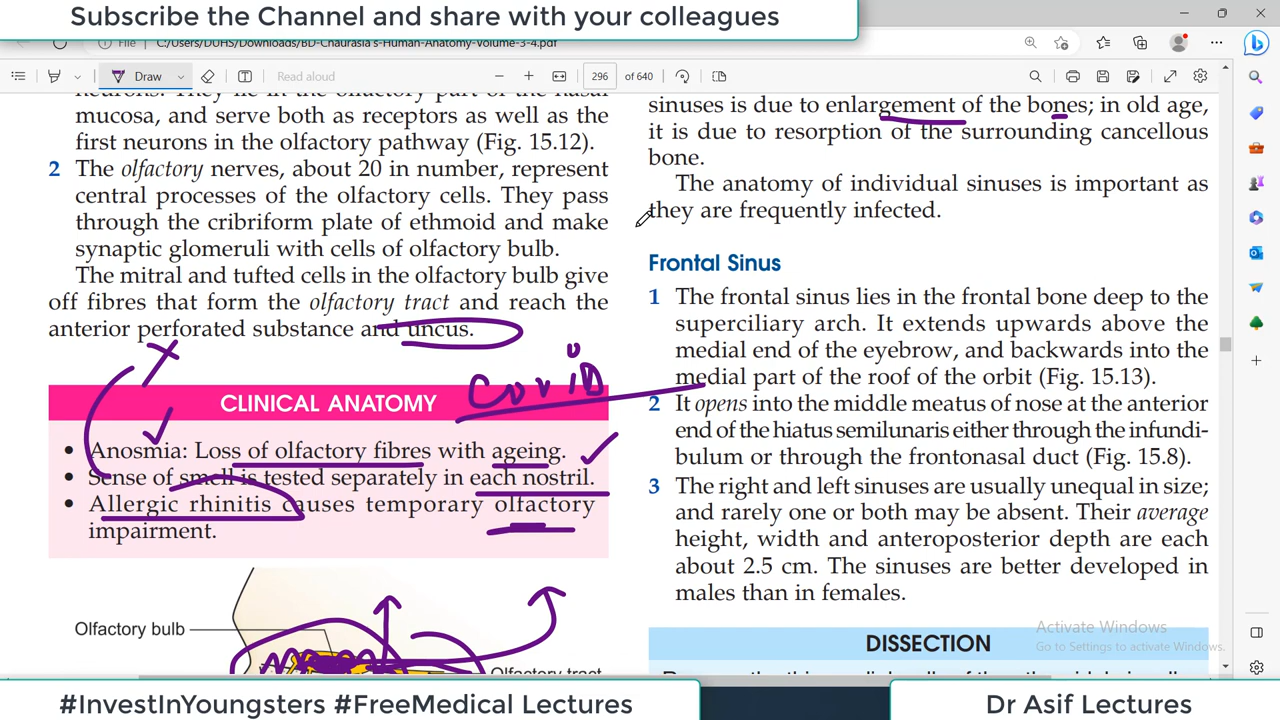 Subscribe the Channel and share with your colleagues
File
C:/Users/DUHS/Downloads/BD-Chaurasia's-Human-Anatomy-Volume-3-4.pdf
Draw
Read aloud
296
of 640
neurons. They lie in the olfactory part of the nasal
mucosa, and serve both as receptors as well as the
first neurons in the olfactory pathway (Fig. 15.12).
2 The olfactory nerves, about 20 in number, represent
central processes of the olfactory cells. They pass
through the cribriform plate of ethmoid and make
synaptic glomeruli with cells of olfactory bulb.
The mitral and tufted cells in the olfactory bulb give
off fibres that form the olfactory tract and reach the
anterior perforated substance and uncus.
COViD
CLINICAL ANATOMY
• Anosmia: Loss of olfactory fibres with ageing.
• Sense of smell is tested separately in each nostril.
• Allergic rhinitis causes temporary olfactory
impairment.
Olfactory bulb
Olfactory tract
sinuses is due to enlargement of the bones; in old age,
it is due to resorption of the surrounding cancellous
bone.
The anatomy of individual sinuses is important as
they are frequently infected.
Frontal Sinus
1 The frontal sinus lies in the frontal bone deep to the
superciliary arch. It extends upwards above the
medial end of the eyebrow, and backwards into the
medial part of the roof of the orbit (Fig. 15.13).
2 It opens into the middle meatus of nose at the anterior
end of the hiatus semilunaris either through the infundi-
bulum or through the frontonasal duct (Fig. 15.8).
3 The right and left sinuses are usually unequal in size;
and rarely one or both may be absent. Their average
height, width and anteroposterior depth are each
about 2.5 cm. The sinuses are better developed in
males than in females.
DISSECTION
Activate Windows
Go to Settings to activate Windows.
#InvestInYoungsters #FreeMedical Lectures
Dr Asif Lectures